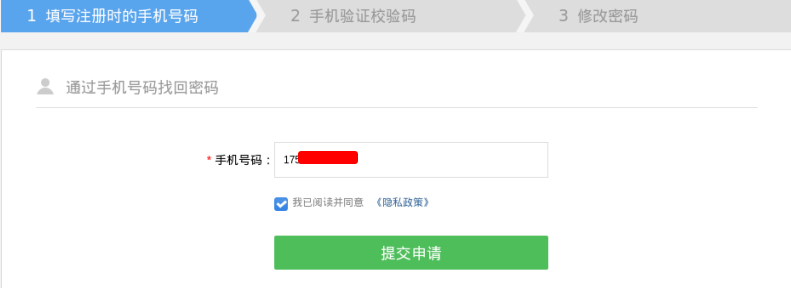 1 填写注册时的手机号码
2 手机验证校验码
3 修改密码
通过手机号码找回密码
* 手机号码： 175
我已阅读并同意 《隐私政策》
提交申请